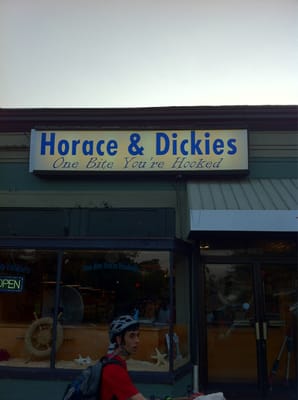 Horace & Dickies
One Bite You're Hooked
OPEN